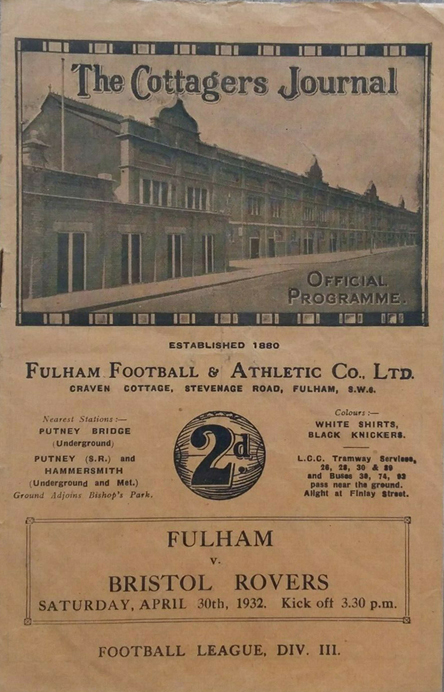 The Cottagers Journal
OFFICIAL
PROGRAMME.
ESTABLISHED 1880
FULHAM FOOTBALL & ATHLETIC CO., LTD.
CRAVEN COTTAGE, STEVENAGE ROAD, FULHAM, S.W.6.
Nearest Stations :—
PUTNEY BRIDGE
(Underground)
PUTNEY (S.R.) and
HAMMERSMITH
(Underground and Met.)
Ground Adjoins Bishop's Park.
2d.
Colours :—
WHITE SHIRTS,
BLACK KNICKERS.
L.C.C. Tramway Services,
26, 28, 30 & 89
and Buses 38, 74, 93
pass near the ground.
Alight at Finlay Street.
FULHAM
v.
BRISTOL ROVERS
SATURDAY, APRIL 30th, 1932. Kick off 3.30 p.m.
FOOTBALL LEAGUE, DIV. III.